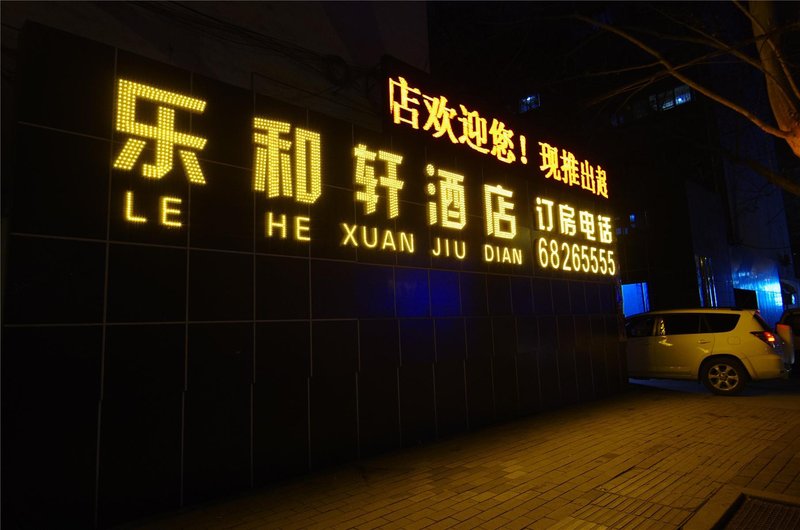 店欢迎您！现推出超
乐和轩酒店
LE HE XUAN JIU DIAN
订房电话
68265555